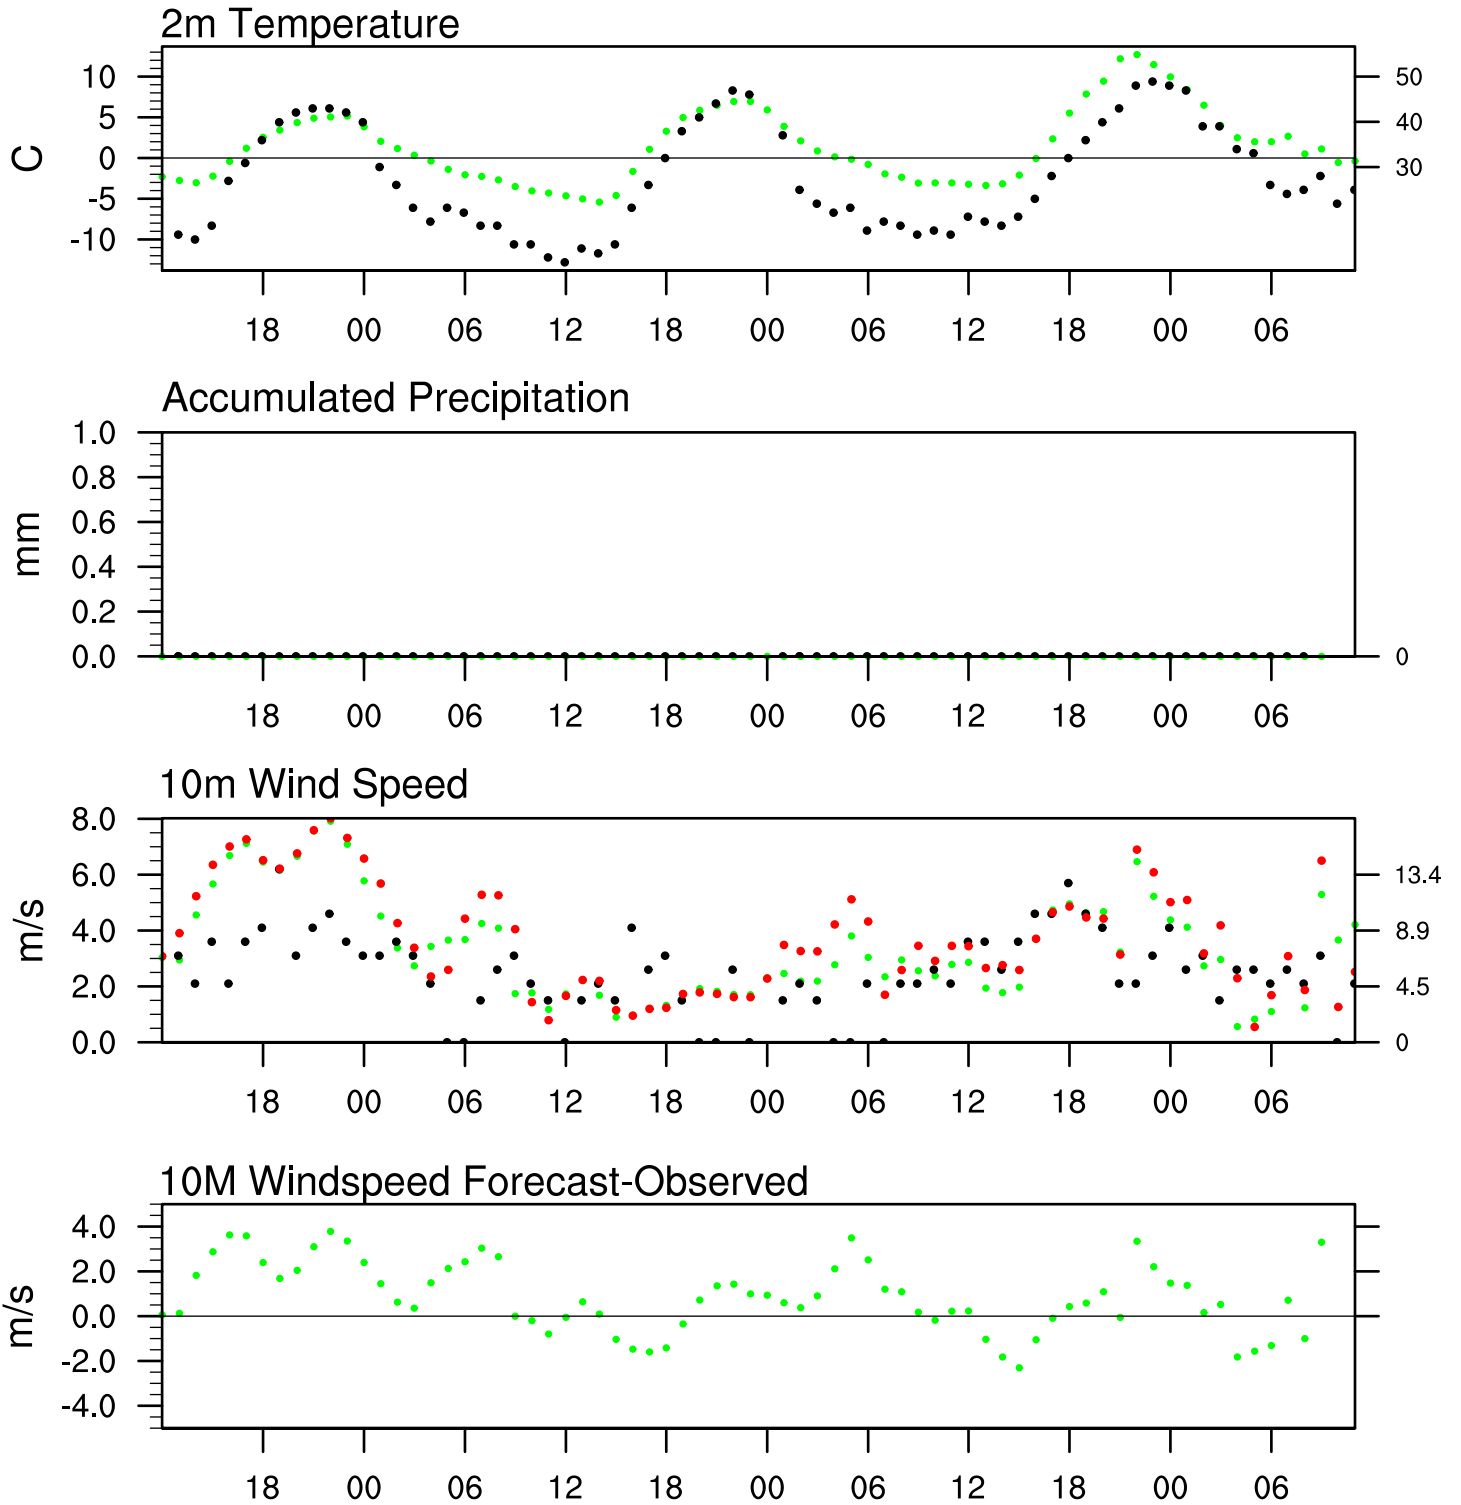 2m Temperature
C
10
5
0
-5
-10
50
40
30
18 00 06 12 18 00 06 12 18 00 06
Accumulated Precipitation
mm
1.0
0.8
0.6
0.4
0.2
0.0
0
18 00 06 12 18 00 06 12 18 00 06
10m Wind Speed
m/s
8.0
6.0
4.0
2.0
0.0
13.4
8.9
4.5
0
18 00 06 12 18 00 06 12 18 00 06
10M Windspeed Forecast-Observed
m/s
4.0
2.0
0.0
-2.0
-4.0
18 00 06 12 18 00 06 12 18 00 06